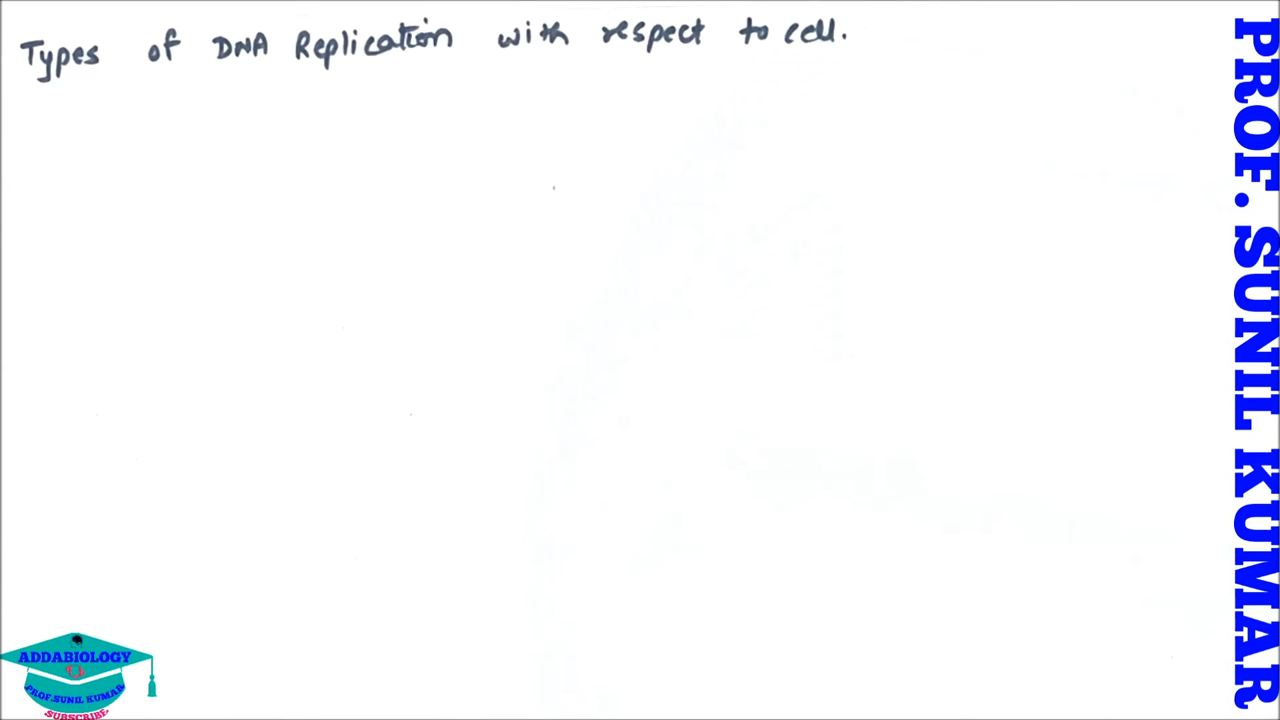 Types of DNA Replication with respect to cell.
PROF. SUNIL KUMAR
ADDABIOLOGY
PROF.SUNIL KUMAR
SUBSCRIBE